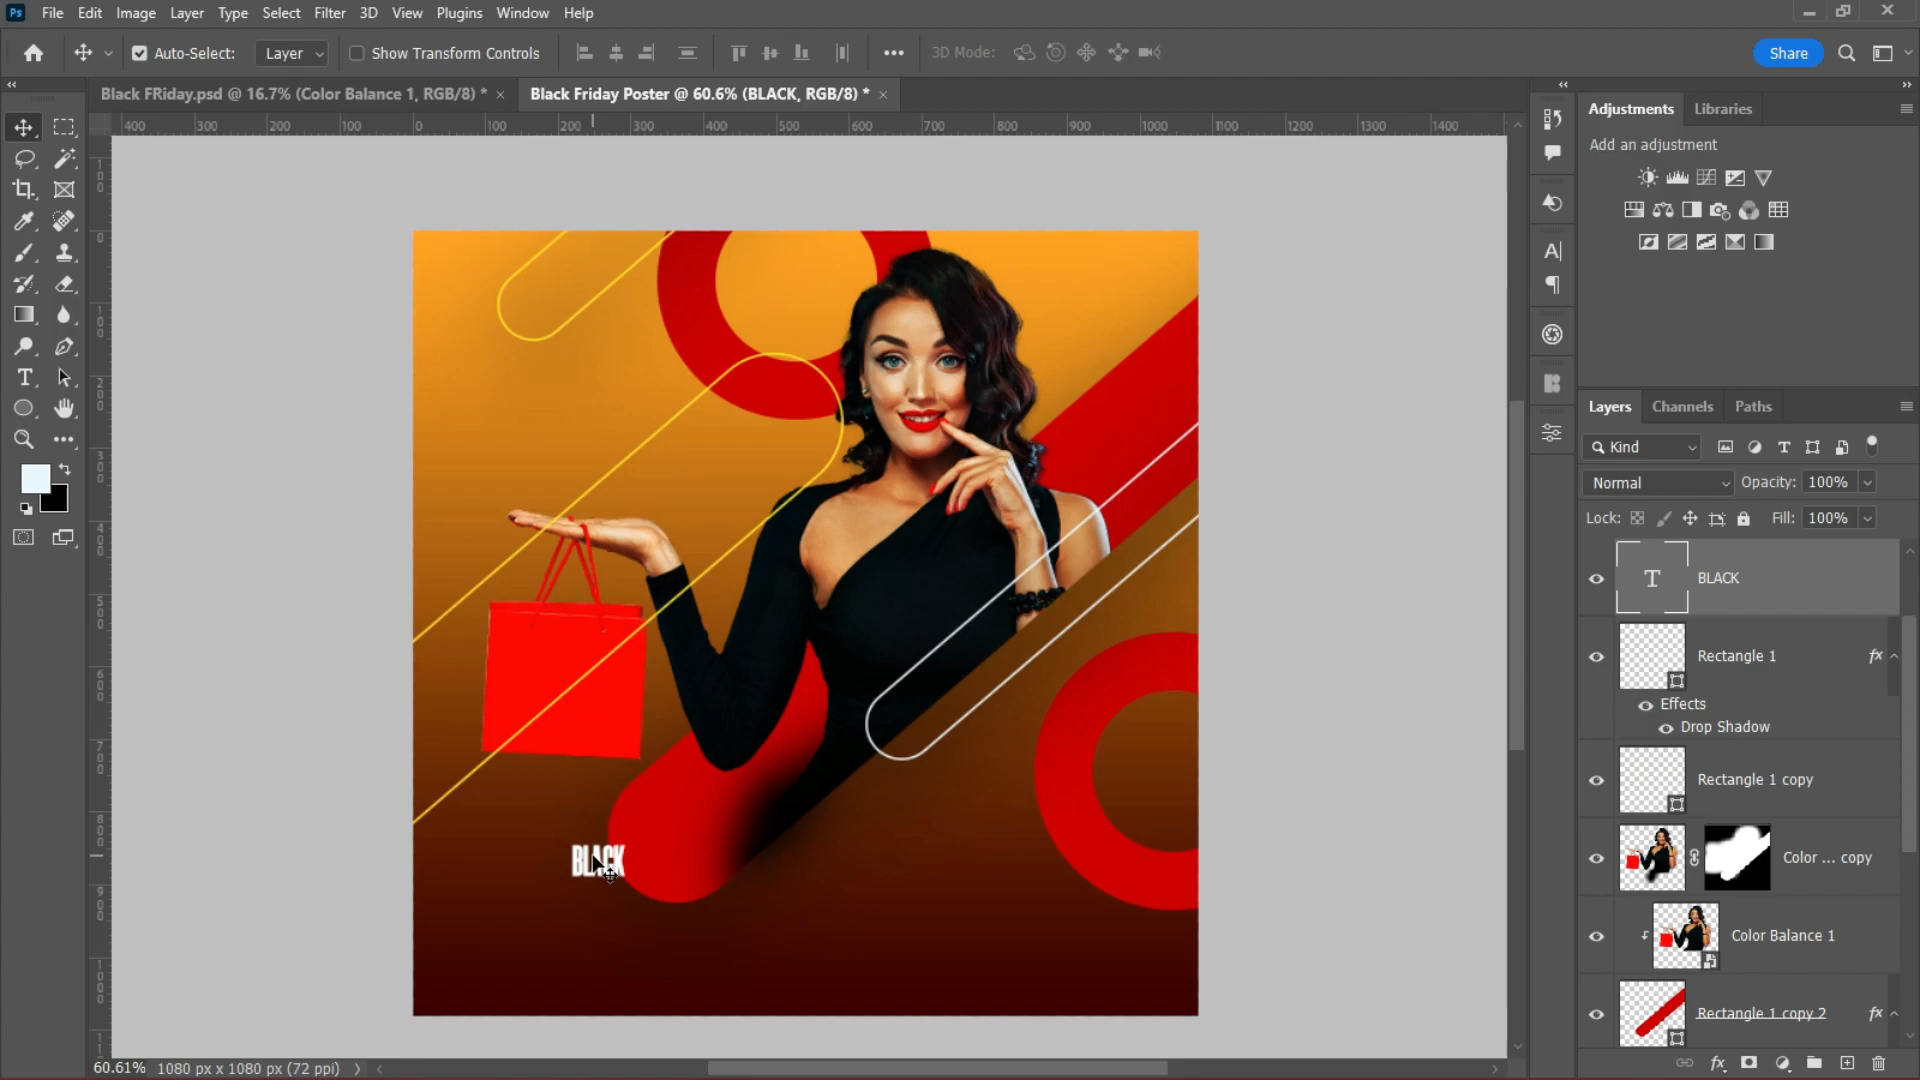 Ps File Edit Image Layer Type Select Filter 3D View Plugins Window Help
Auto-Select: Layer Show Transform Controls 3D Mode: Share
Black FRiday.psd @ 16.7% (Color Balance 1, RGB/8) * × Black Friday Poster @ 60.6% (BLACK, RGB/8) * ×
400 300 200 100 0 100 200 300 400 500 600 700 800 900 1000 1100 1200 1300 1400
Adjustments Libraries
Add an adjustment
Layers Channels Paths
Kind
Normal Opacity: 100%
Lock: Fill: 100%
T BLACK
Rectangle 1 fx
Effects
Drop Shadow
Rectangle 1 copy
Color ... copy
Color Balance 1
Rectangle 1 copy 2 fx
BLACK
60.61% 1080 px x 1080 px (72 ppi)